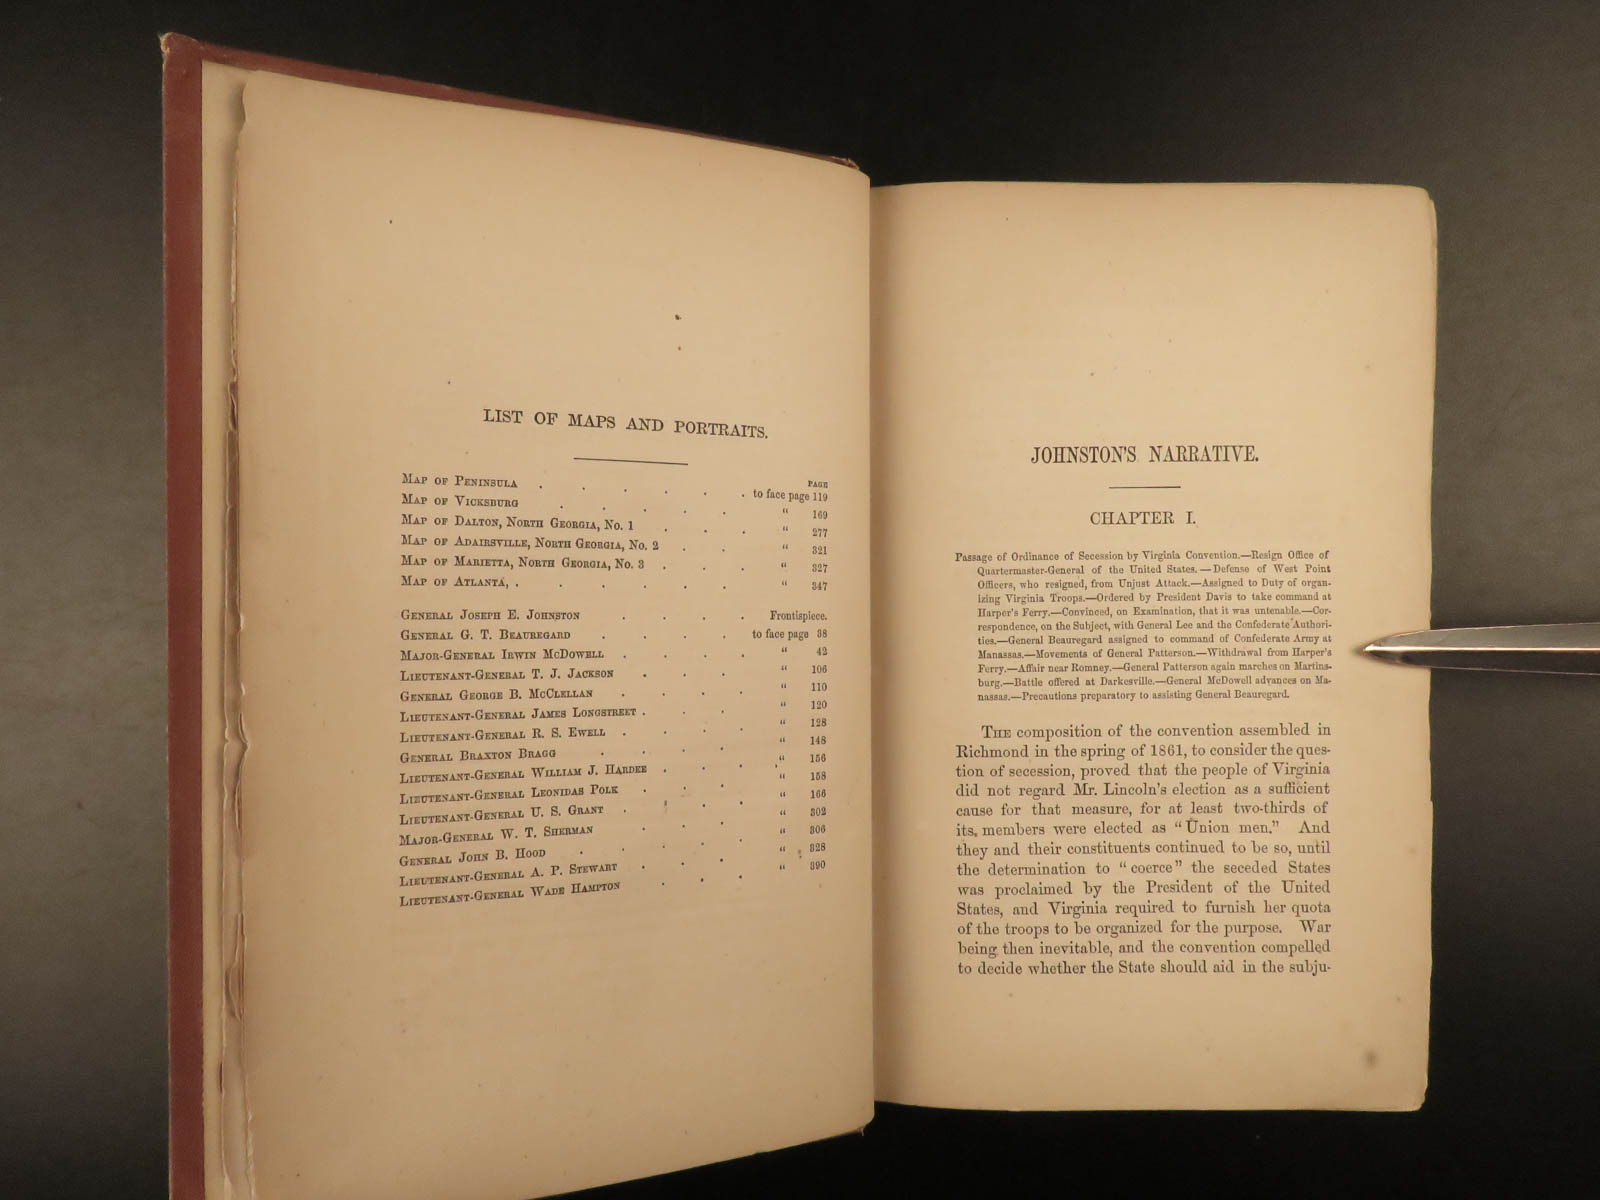 LIST OF MAPS AND PORTRAITS.
PAGE
Map of Peninsula . . . . . . to face page 119
Map of Vicksburg . . . . . " 169
Map of Dalton, North Georgia, No. 1 . . . " 277
Map of Adairsville, North Georgia, No. 2 . . " 321
Map of Marietta, North Georgia, No. 3 . . . " 327
Map of Atlanta, . . . . . . " 347
General Joseph E. Johnston . . . . Frontispiece.
General G. T. Beauregard . . . . to face page 38
Major-General Irwin McDowell . . . . " 42
Lieutenant-General T. J. Jackson . . . " 106
General George B. McClellan . . . . " 110
Lieutenant-General James Longstreet . . . " 120
Lieutenant-General R. S. Ewell . . . . " 128
General Braxton Bragg . . . . " 148
Lieutenant-General William J. Hardee . . . " 156
Lieutenant-General Leonidas Polk . . . " 158
Lieutenant-General U. S. Grant . . . . " 166
Major-General W. T. Sherman . . . " 302
General John B. Hood . . . . . " 306
Lieutenant-General A. P. Stewart . . . " 328
Lieutenant-General Wade Hampton . . . " 390
JOHNSTON'S NARRATIVE.
CHAPTER I.
Passage of Ordinance of Secession by Virginia Convention.—Resign Office of
Quartermaster-General of the United States.—Defense of West Point
Officers, who resigned, from Unjust Attack.—Assigned to Duty of organ-
izing Virginia Troops.—Ordered by President Davis to take command at
Harper's Ferry.—Convinced, on Examination, that it was untenable.—Cor-
respondence, on the Subject, with General Lee and the Confederate Authori-
ties.—General Beauregard assigned to command of Confederate Army at
Manassas.—Movements of General Patterson.—Withdrawal from Harper's
Ferry.—Affair near Romney.—General Patterson again marches on Martins-
burg.—Battle offered at Darkesville.—General McDowell advances on Ma-
nassas.—Precautions preparatory to assisting General Beauregard.
The composition of the convention assembled in
Richmond in the spring of 1861, to consider the ques-
tion of secession, proved that the people of Virginia
did not regard Mr. Lincoln's election as a sufficient
cause for that measure, for at least two-thirds of
its members were elected as "Union men." And
they and their constituents continued to be so, until
the determination to "coerce" the seceded States
was proclaimed by the President of the United
States, and Virginia required to furnish her quota
of the troops to be organized for the purpose. War
being then inevitable, and the convention compelled
to decide whether the State should aid in the subju-